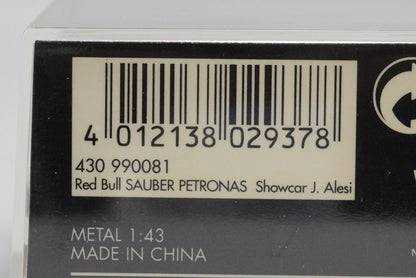 4 012138 029378
430 990081
Red Bull SAUBER PETRONAS Showcar J. Alesi
METAL 1:43
MADE IN CHINA